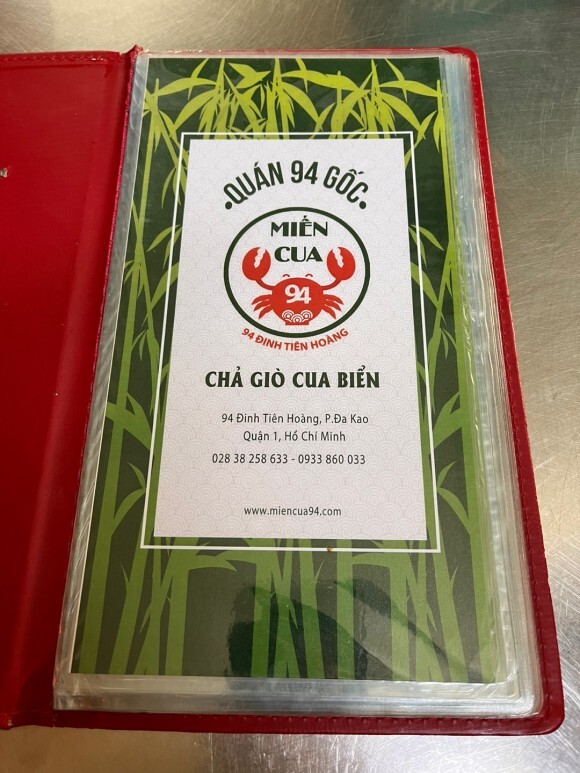 •QUÁN 94 GỐC•
MIẾN
CUA
94
94 ĐINH TIÊN HOÀNG
CHẢ GIÒ CUA BIỂN
94 Đinh Tiên Hoàng, P.Đa Kao
Quận 1, Hồ Chí Minh
028 38 258 633 - 0933 860 033
www.miencua94.com